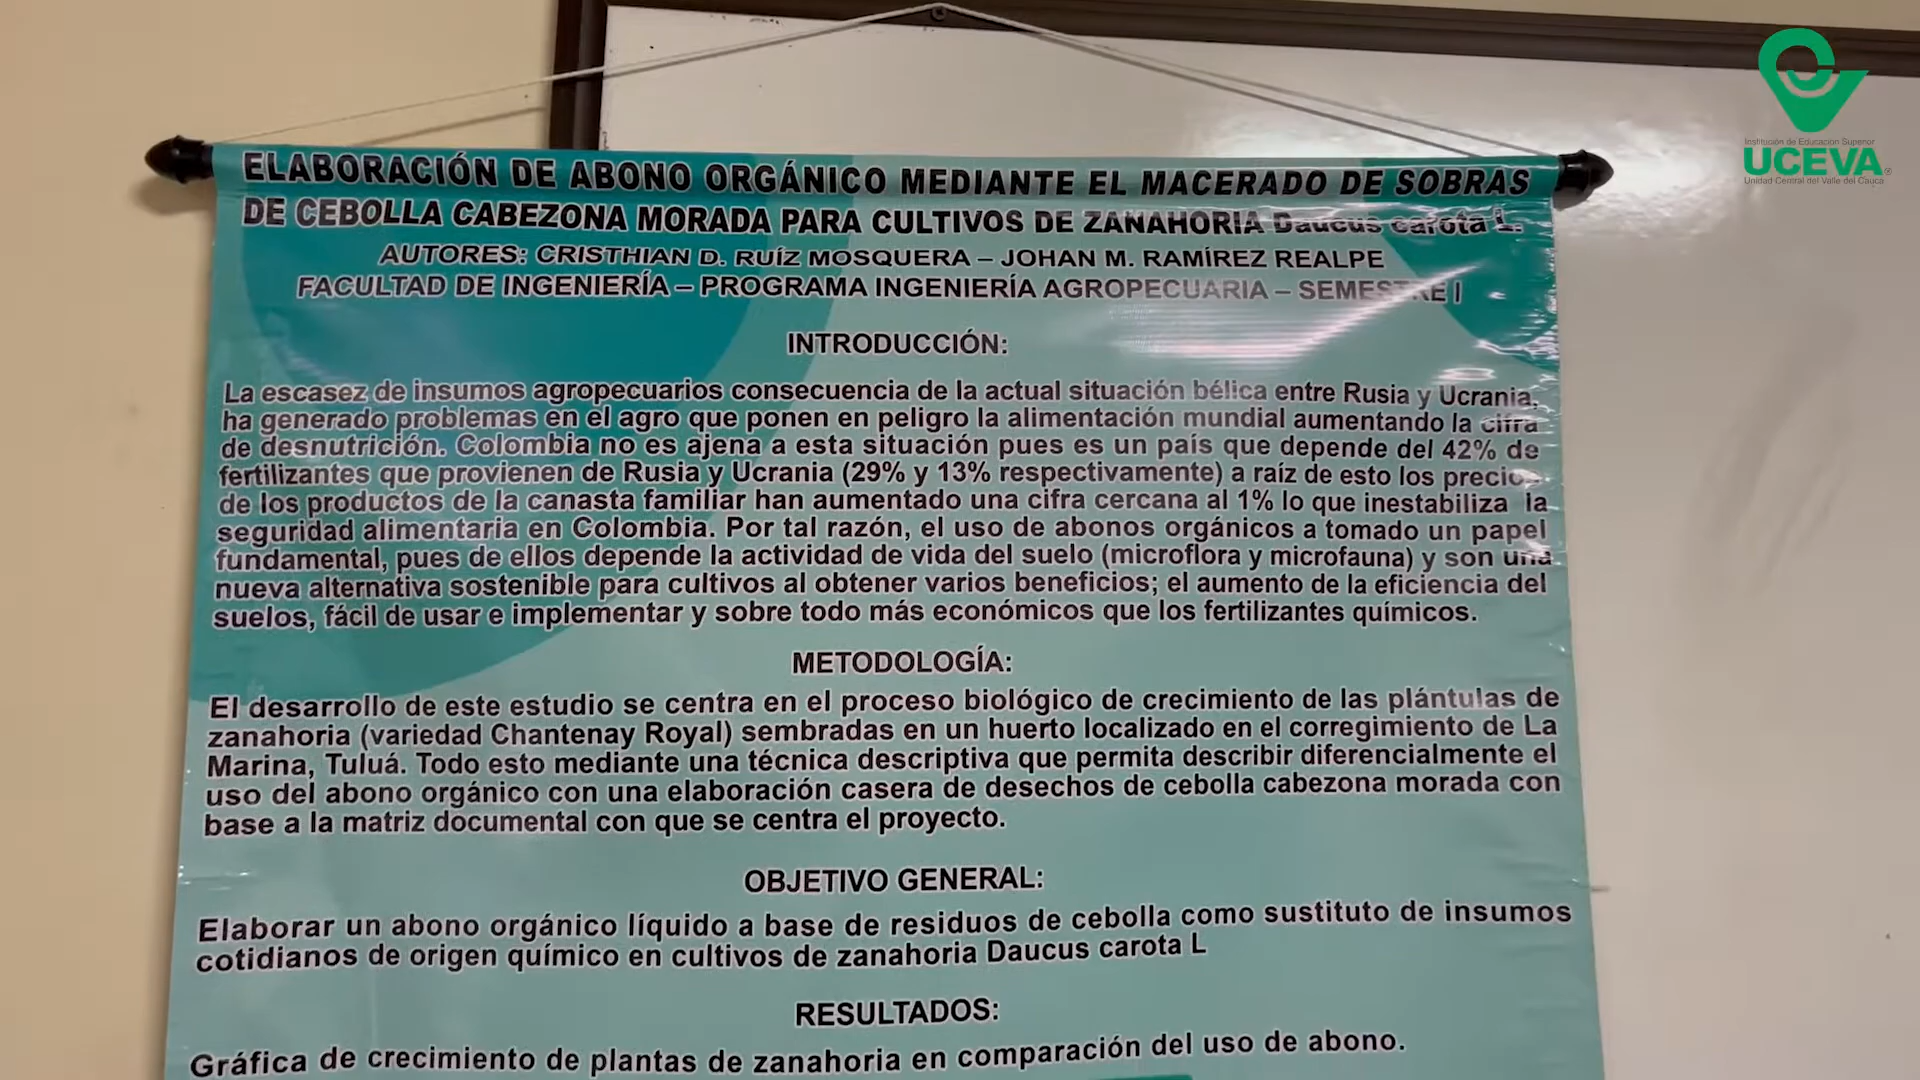 ELABORACIÓN DE ABONO ORGÁNICO MEDIANTE EL MACERADO DE SOBRAS
DE CEBOLLA CABEZONA MORADA PARA CULTIVOS DE ZANAHORIA Daucus carota L.
AUTORES: CRISTHIAN D. RUÍZ MOSQUERA – JOHAN M. RAMÍREZ REALPE
FACULTAD DE INGENIERÍA – PROGRAMA INGENIERÍA AGROPECUARIA – SEMESTRE I
INTRODUCCIÓN:
La escasez de insumos agropecuarios consecuencia de la actual situación bélica entre Rusia y Ucrania,
ha generado problemas en el agro que ponen en peligro la alimentación mundial aumentando la cifra
de desnutrición. Colombia no es ajena a esta situación pues es un país que depende del 42% de
fertilizantes que provienen de Rusia y Ucrania (29% y 13% respectivamente) a raíz de esto los precios
de los productos de la canasta familiar han aumentado una cifra cercana al 1% lo que inestabiliza la
seguridad alimentaria en Colombia. Por tal razón, el uso de abonos orgánicos a tomado un papel
fundamental, pues de ellos depende la actividad de vida del suelo (microflora y microfauna) y son una
nueva alternativa sostenible para cultivos al obtener varios beneficios; el aumento de la eficiencia del
suelos, fácil de usar e implementar y sobre todo más económicos que los fertilizantes químicos.
METODOLOGÍA:
El desarrollo de este estudio se centra en el proceso biológico de crecimiento de las plántulas de
zanahoria (variedad Chantenay Royal) sembradas en un huerto localizado en el corregimiento de La
Marina, Tuluá. Todo esto mediante una técnica descriptiva que permita describir diferencialmente el
uso del abono orgánico con una elaboración casera de desechos de cebolla cabezona morada con
base a la matriz documental con que se centra el proyecto.
OBJETIVO GENERAL:
Elaborar un abono orgánico líquido a base de residuos de cebolla como sustituto de insumos
cotidianos de origen químico en cultivos de zanahoria Daucus carota L
RESULTADOS:
Gráfica de crecimiento de plantas de zanahoria en comparación del uso de abono.
Institución de Educación Superior
UCEVA®
Unidad Central del Valle del Cauca